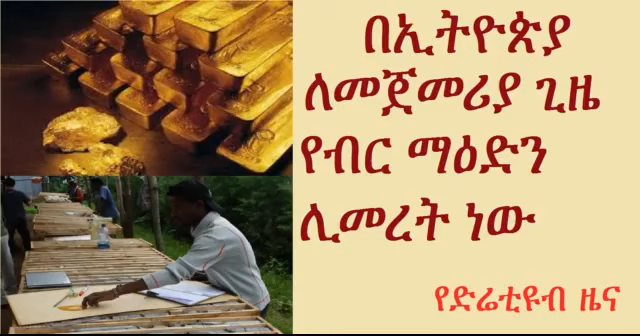 በኢትዮጵያ
ለመጀመሪያ ጊዜ
የብር ማዕድን
ሊመረት ነው
የድሬቲዩብ ዜና